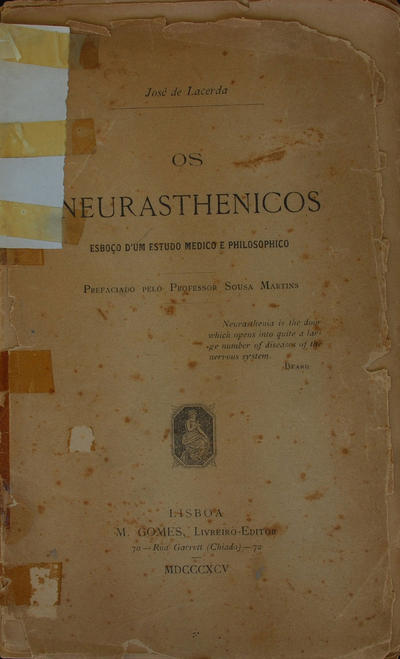 José de Lacerda
OS
NEURASTHENICOS
ESBOÇO D'UM ESTUDO MEDICO E PHILOSOPHICO
PREFACIADO PELO PROFESSOR SOUSA MARTINS
Neurasthenia is the door
which opens into quite a lar-
ge number of diseases of the
nervous system.
BEARD
LISBOA
M. GOMES, LIVREIRO-EDITOR
70—Rua Garrett (Chiado)—72
MDCCCXCV